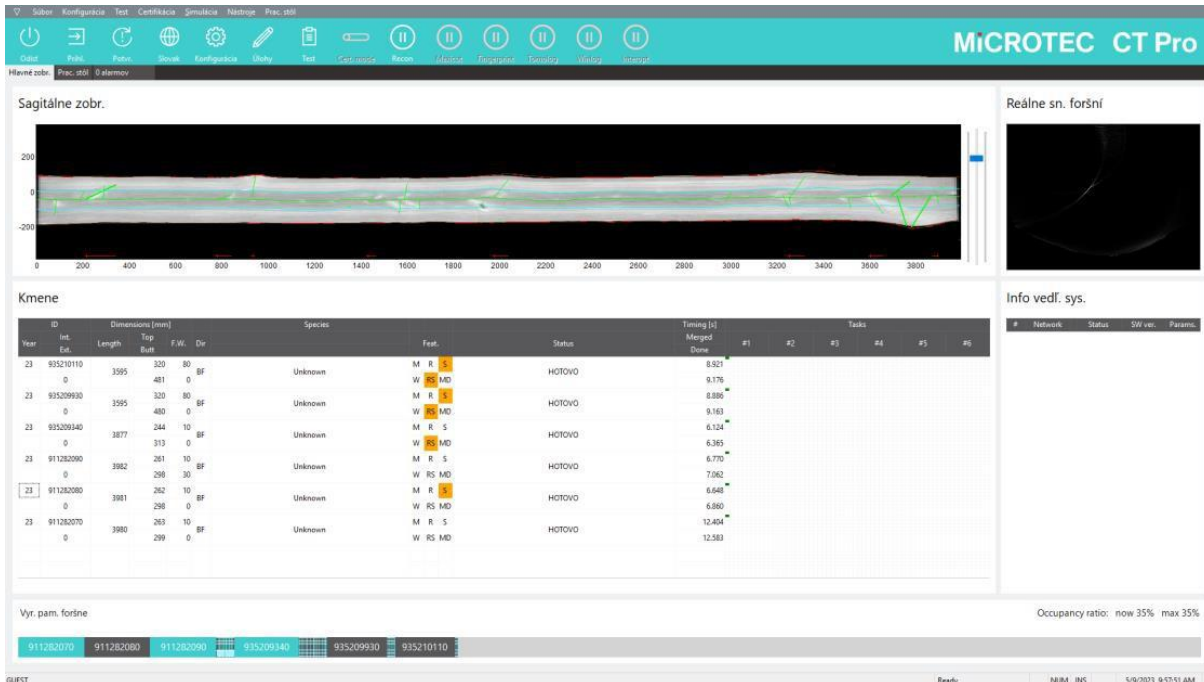 Súbor Konfigurácia Test Certifikácia Simulácia Nástroje Prac. stôl
Odist Prihl. Potvr. Slovak Konfigurácia Úlohy Test Cerp mode Recon Maxicut Fingerprint Tomolog Winlog Interopt
MiCROTEC CT Pro
Hlavné zobr. Prac. stôl 0 alarmov
Sagitálne zobr.
Reálne sn. foršní
200
0
-200
0 200 400 600 800 1000 1200 1400 1600 1800 2000 2200 2400 2600 2800 3000 3200 3400 3600 3800
Kmene
Info vedľ. sys.
ID Dimensions [mm] Species Timing [s] Tasks
# Network Status SW ver. Params.
Year Int. Length Top F.W. Dir Feat. Status Merged #1 #2 #3 #4 #5 #6
Ext. Butt Done
23 935210110 3595 320 80 BF Unknown M R S HOTOVO 8.921
0 481 0 W RS MD 9.176
23 935209930 3595 320 80 BF Unknown M R S HOTOVO 8.886
0 480 0 W RS MD 9.163
23 935209340 3877 244 10 BF Unknown M R S HOTOVO 6.124
0 313 0 W RS MD 6.365
23 911282090 3982 261 10 BF Unknown M R S HOTOVO 6.770
0 298 30 W RS MD 7.062
23 911282080 3981 262 10 BF Unknown M R S HOTOVO 6.648
0 298 0 W RS MD 6.860
23 911282070 3980 263 10 BF Unknown M R S HOTOVO 12.404
0 299 0 W RS MD 12.583
Vyr. pam. foršne
Occupancy ratio: now 35% max 35%
911282070 911282080 911282090 935209340 935209930 935210110
GUEST Ready NUM INS 5/9/2023 9:57:51 AM